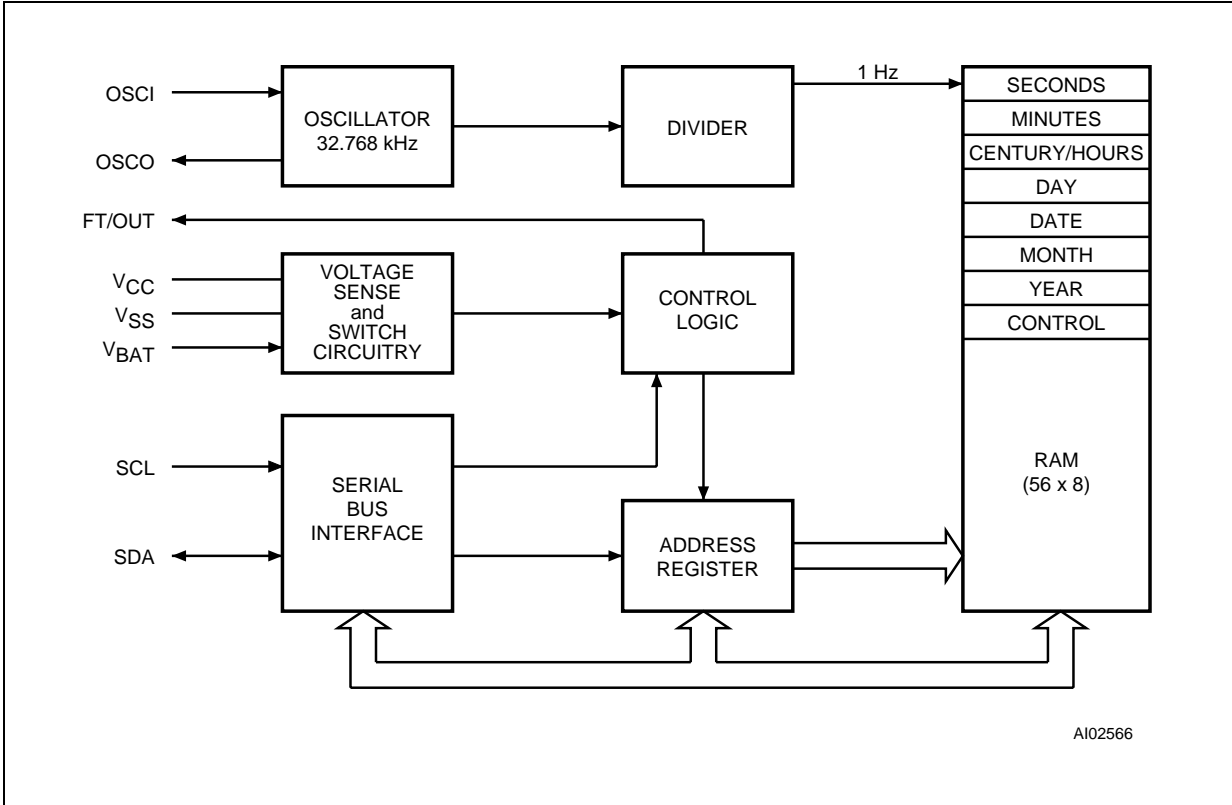 OSCI
OSCO
FT/OUT
VCC
VSS
VBAT
SCL
SDA
OSCILLATOR
32.768 kHz
DIVIDER
1 Hz
VOLTAGE
SENSE
and
SWITCH
CIRCUITRY
CONTROL
LOGIC
SERIAL
BUS
INTERFACE
ADDRESS
REGISTER
SECONDS
MINUTES
CENTURY/HOURS
DAY
DATE
MONTH
YEAR
CONTROL
RAM
(56 x 8)
AI02566